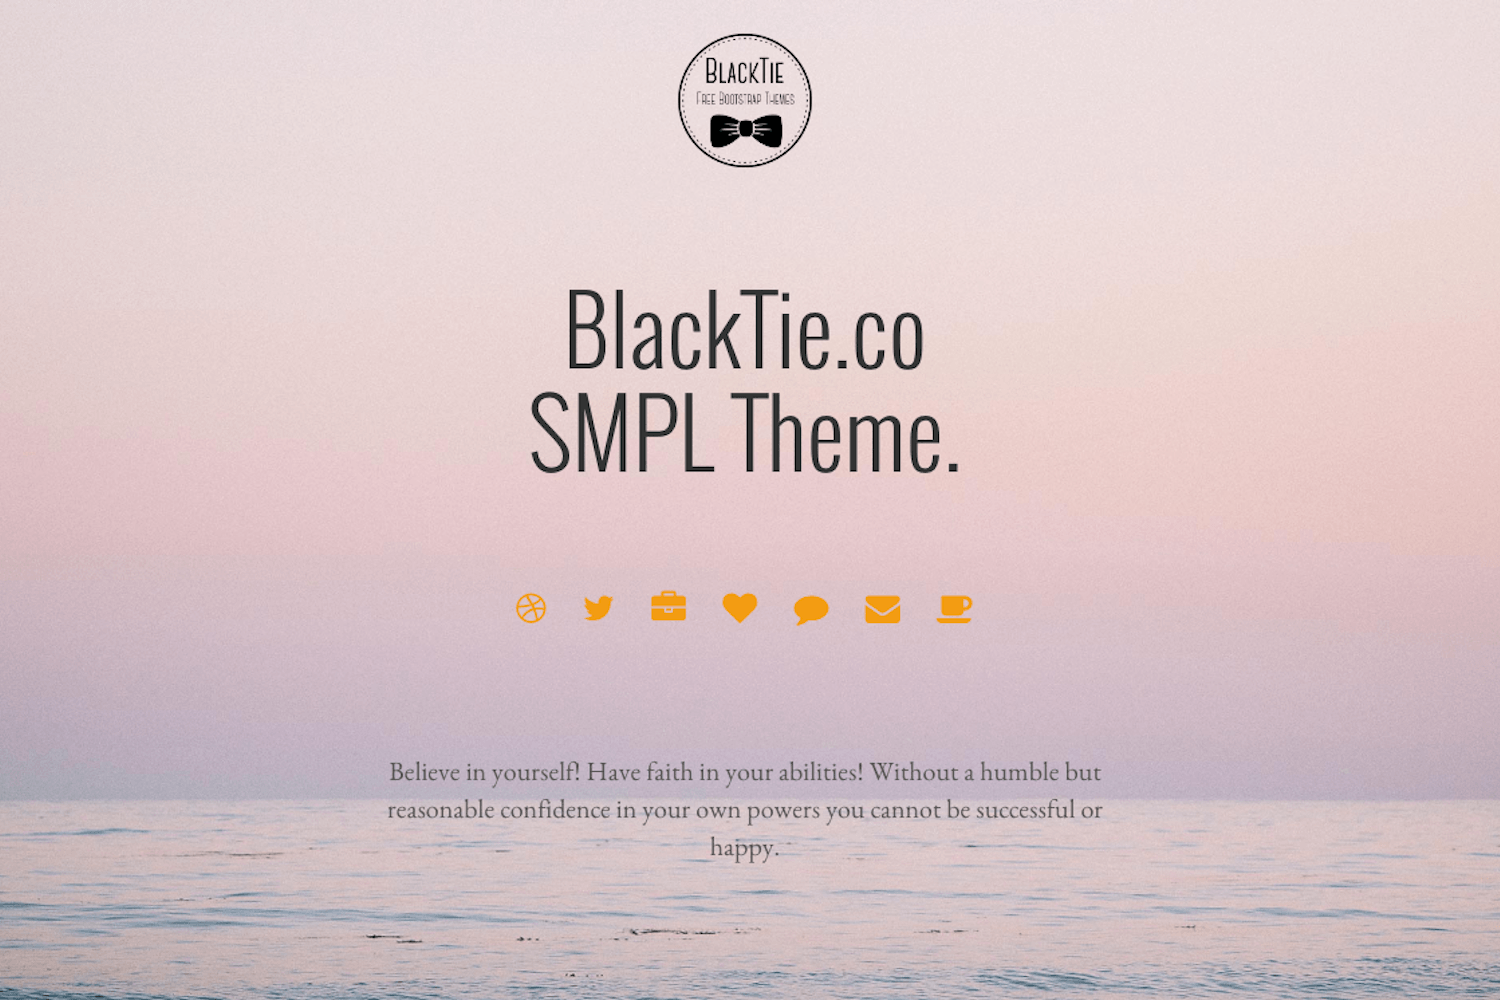 BLACKTIE
FREE BOOTSTRAP THEMES
BlackTie.co
SMPL Theme.
Believe in yourself! Have faith in your abilities! Without a humble but
reasonable confidence in your own powers you cannot be successful or
happy.